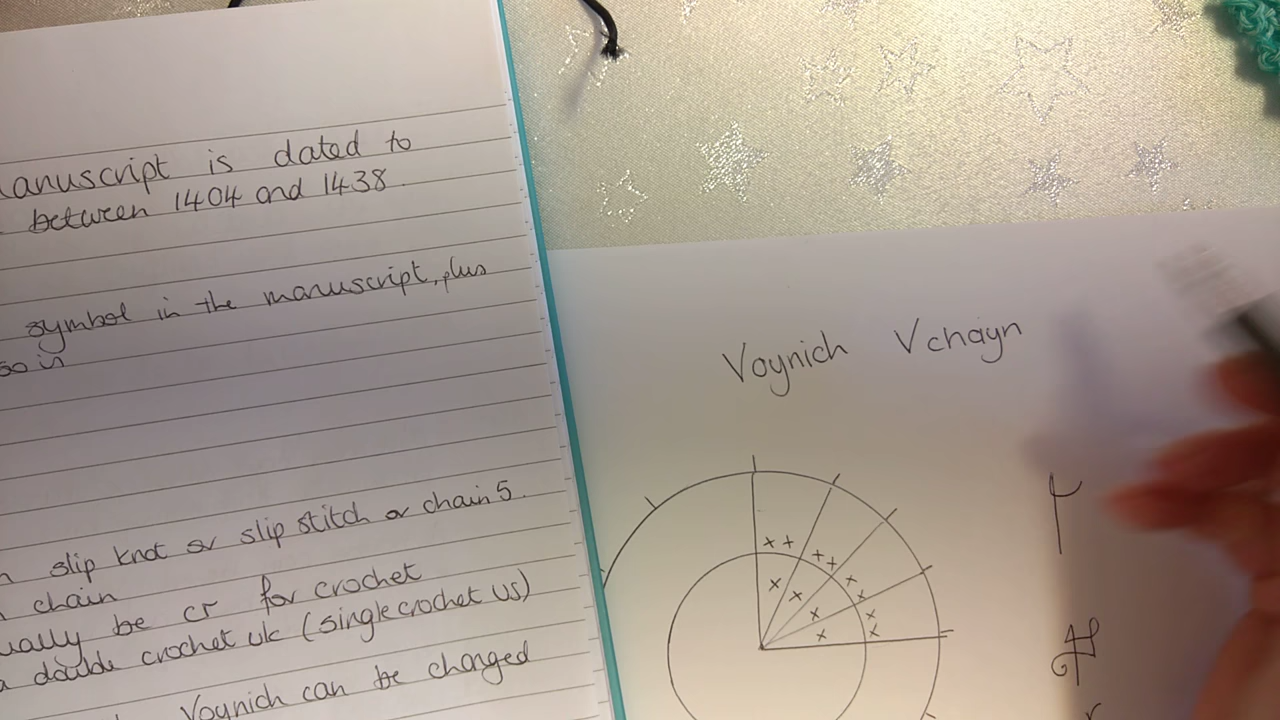 anuscript is dated to
between 1404 and 1438
symbol in the manuscript, plus
so in
slip knot or slip stitch or chain 5.
chain
ually be cr for crochet
double crochet uk (single crochet US)
Voynich can be changed
Voynich Vchayn